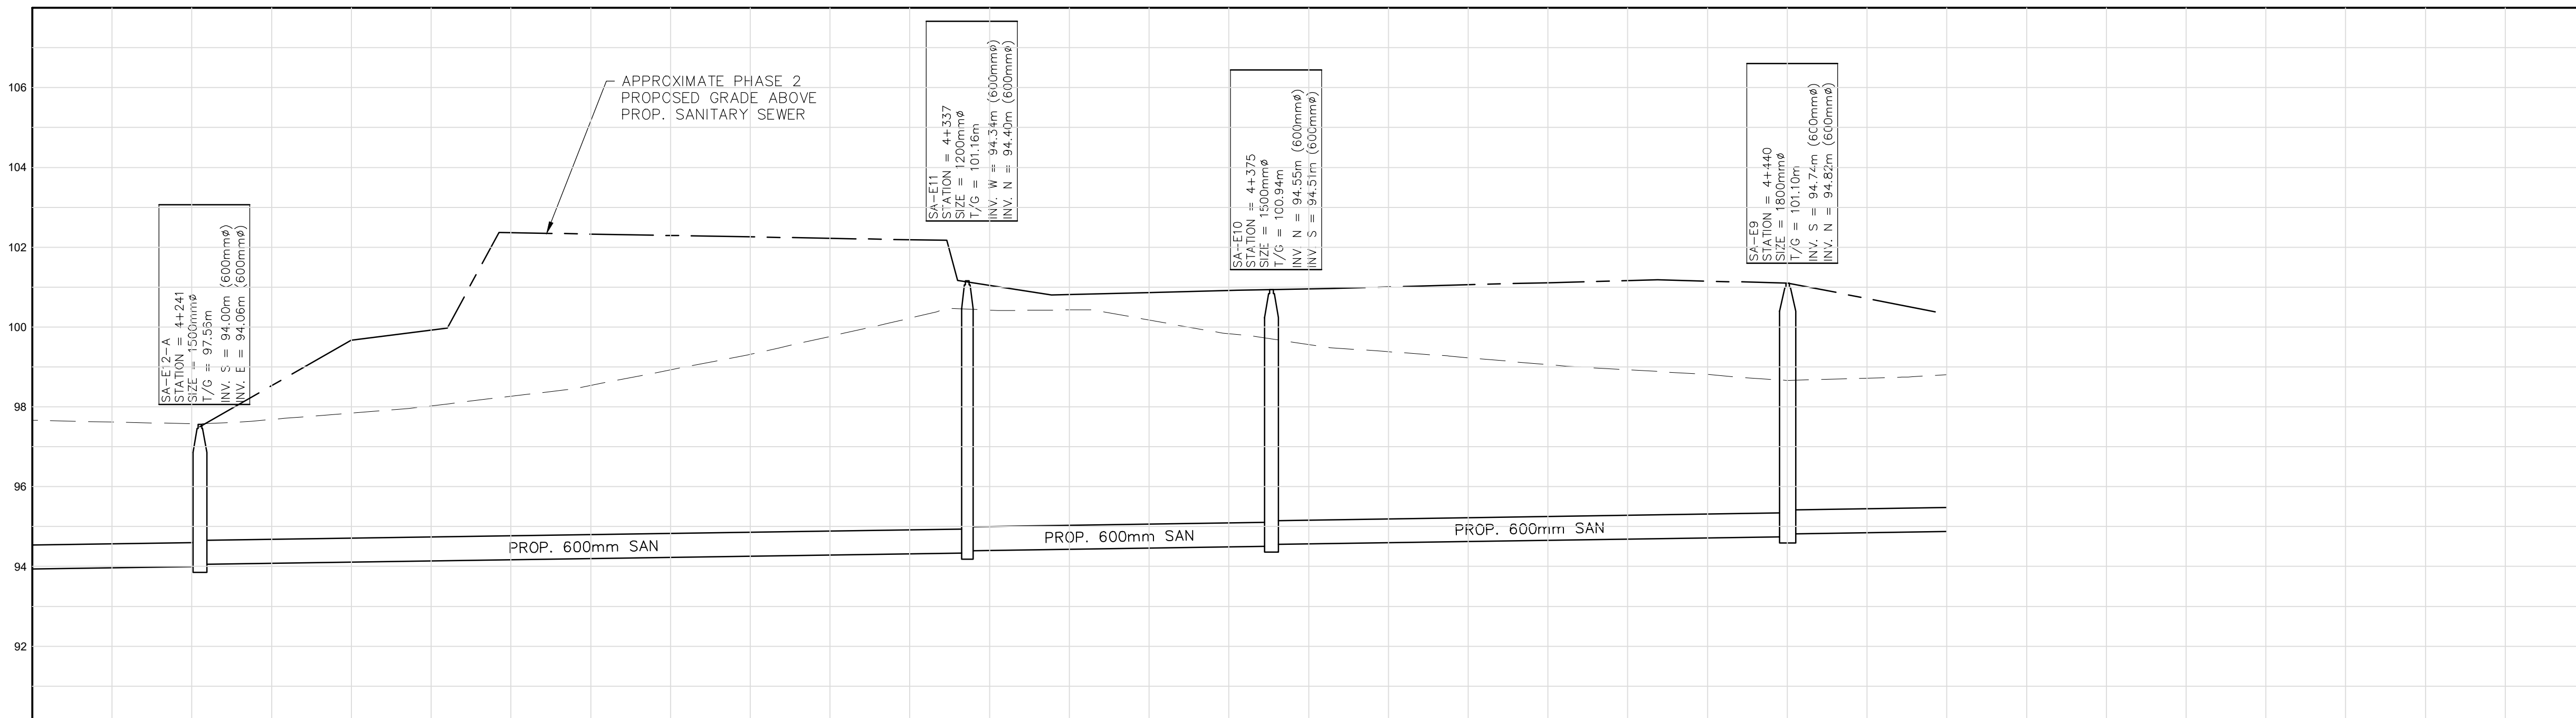 106
104
102
100
98
96
94
92
APPROXIMATE PHASE 2
PROPOSED GRADE ABOVE
PROP. SANITARY SEWER
SA-E12-A
STATION = 4+241
SIZE = 1500mmø
T/G = 97.56m
INV. S = 94.00m (600mmø)
INV. E = 94.06m (600mmø)
SA-E11
STATION = 4+337
SIZE = 1200mmø
T/G = 101.16m
INV. W = 94.34m (600mmø)
INV. N = 94.40m (600mmø)
SA-E10
STATION = 4+375
SIZE = 1500mmø
T/G = 100.94m
INV. N = 94.55m (600mmø)
INV. S = 94.51m (600mmø)
SA-E9
STATION = 4+440
SIZE = 1800mmø
T/G = 101.10m
INV. S = 94.74m (600mmø)
INV. N = 94.82m (600mmø)
PROP. 600mm SAN
PROP. 600mm SAN
PROP. 600mm SAN